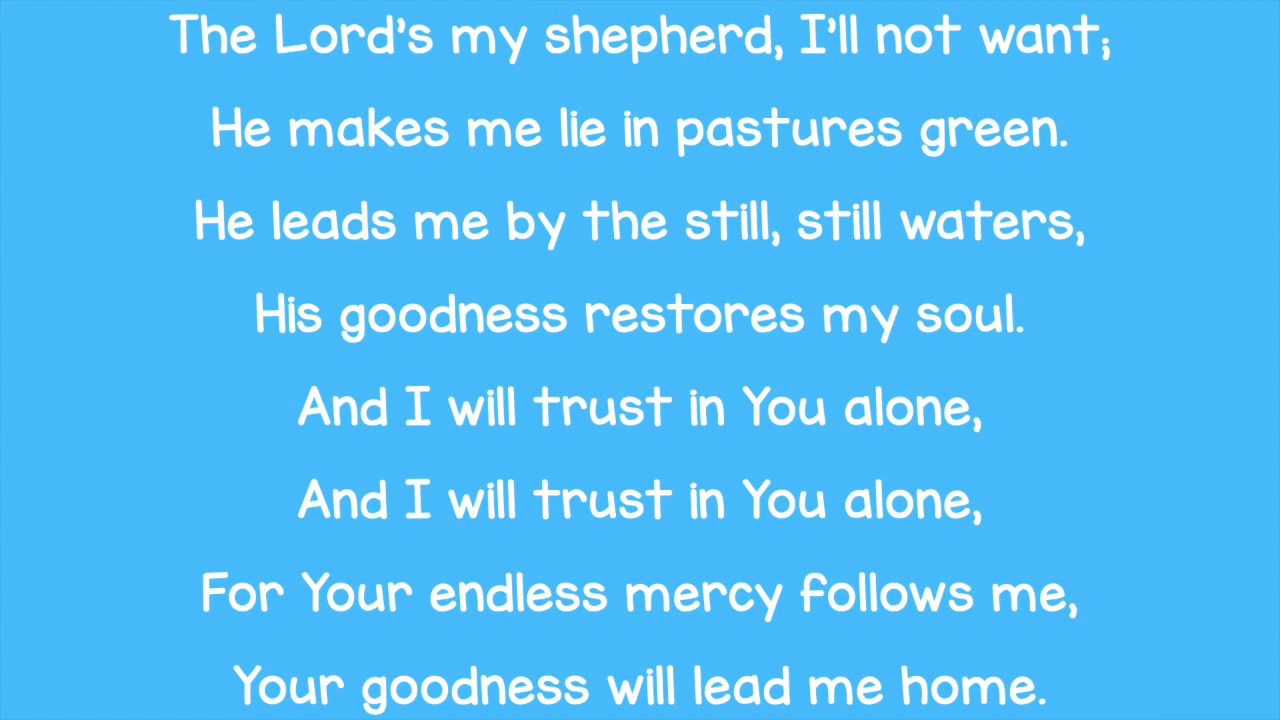 The Lord’s my shepherd, I’ll not want;
He makes me lie in pastures green.
He leads me by the still, still waters,
His goodness restores my soul.
And I will trust in You alone,
And I will trust in You alone,
For Your endless mercy follows me,
Your goodness will lead me home.